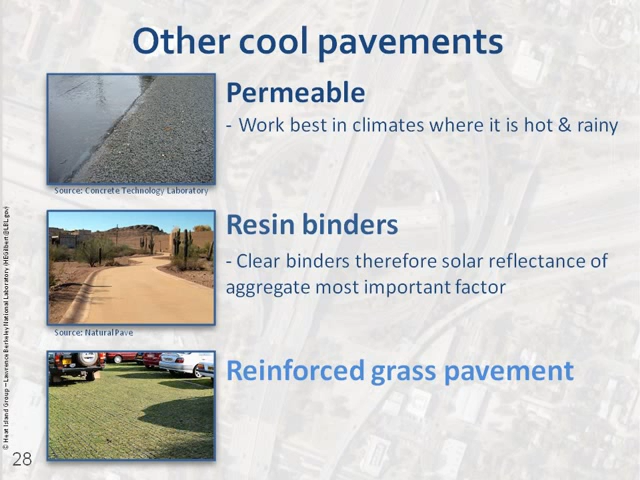 Other cool pavements
Permeable
- Work best in climates where it is hot & rainy
Source: Concrete Technology Laboratory
Resin binders
- Clear binders therefore solar reflectance of
aggregate most important factor
Source: NaturalPave
Reinforced grass pavement
© Heat Island Group – Lawrence Berkeley National Laboratory (HEGilbert@LBL.gov)
28